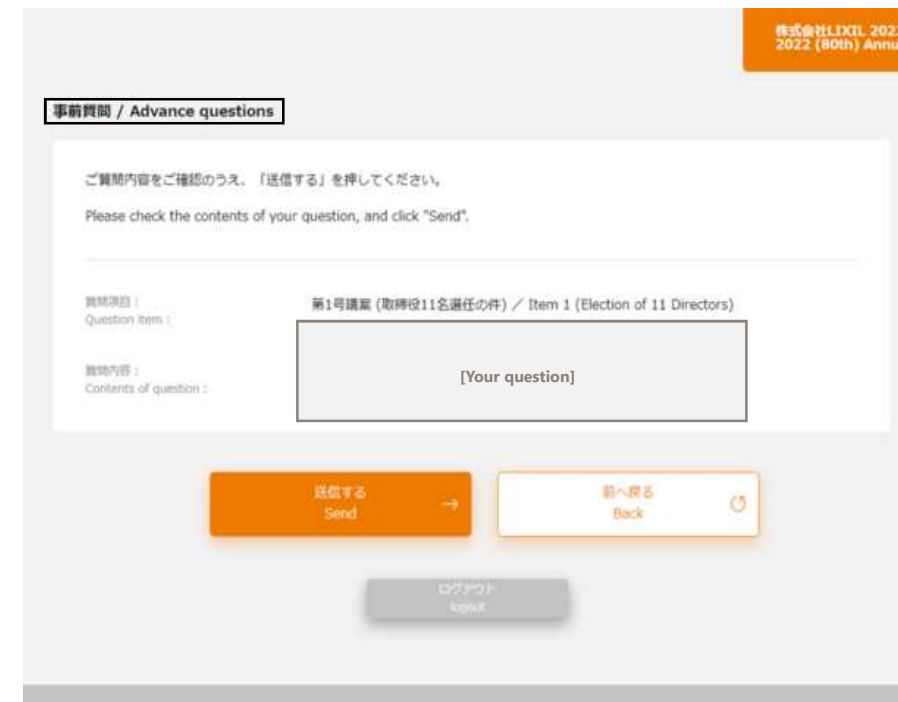 株式会社LIXIL 202
2022 (80th) Annu
事前質問 / Advance questions
ご質問内容をご確認のうえ、「送信する」を押してください。
Please check the contents of your question, and click "Send".
質問項目：
Question item :
第1号議案 (取締役11名選任の件) ／ Item 1 (Election of 11 Directors)
質問内容：
Contents of question :
[Your question]
送信する
Send
前へ戻る
Back
ログアウト
logout